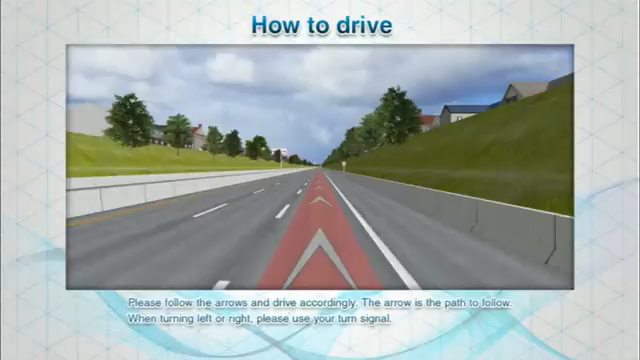 How to drive
Please follow the arrows and drive accordingly. The arrow is the path to follow.
When turning left or right, please use your turn signal.